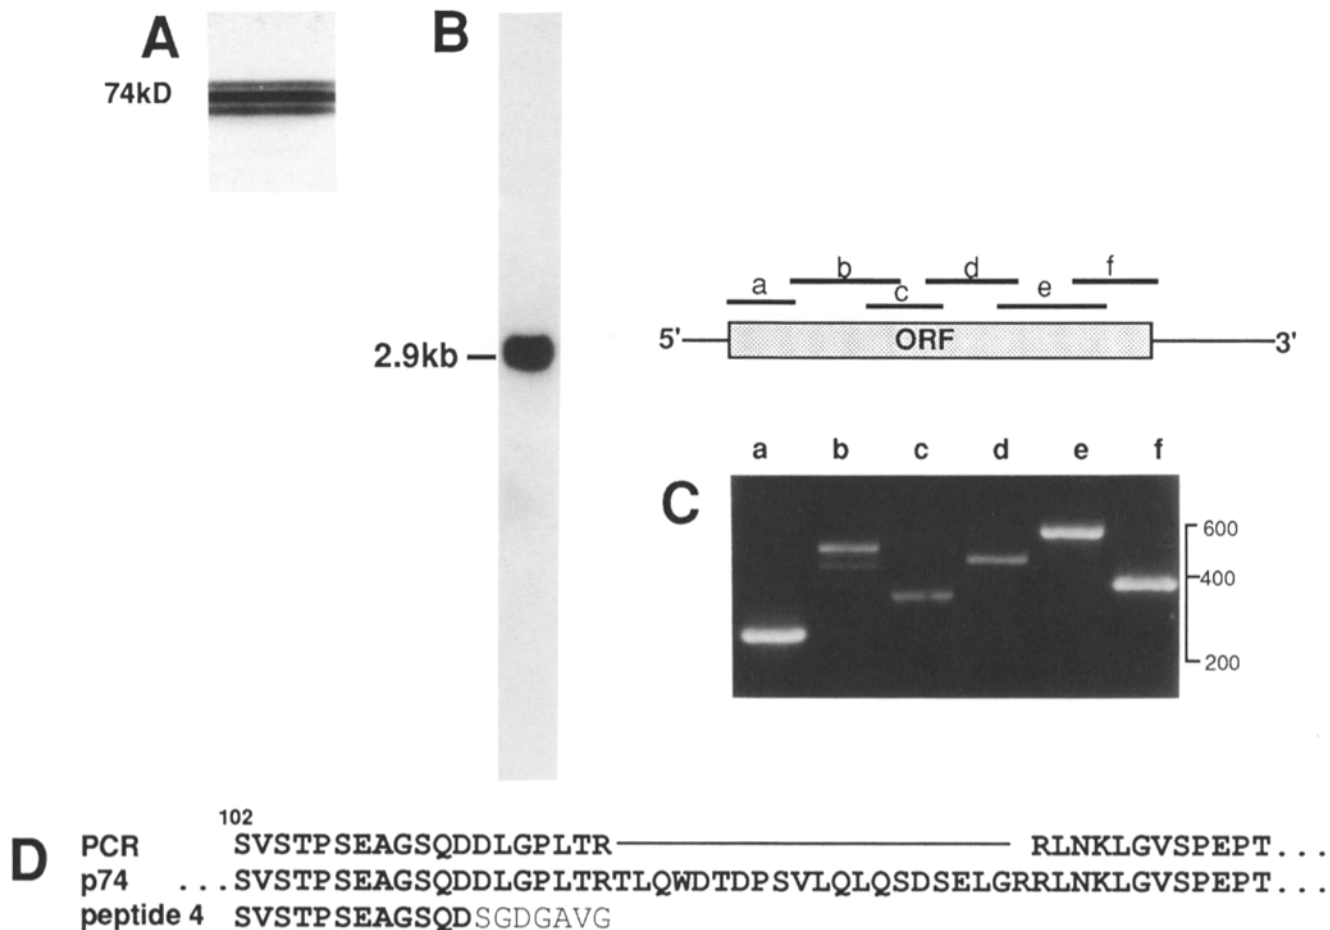 A
74kD
B
2.9kb
a b c d e f
5' ORF 3'
C
a b c d e f
600
400
200
D
102
PCR SVSTPSEAGSQDDLGPLTR RLNKLGVSPEPT...
p74 ...SVSTPSEAGSQDDLGPLTRTLQWDTDPSVLQLQSDSELGRRLNKLGVSPEPT...
peptide 4 SVSTPSEAGSQDSGDGAVG